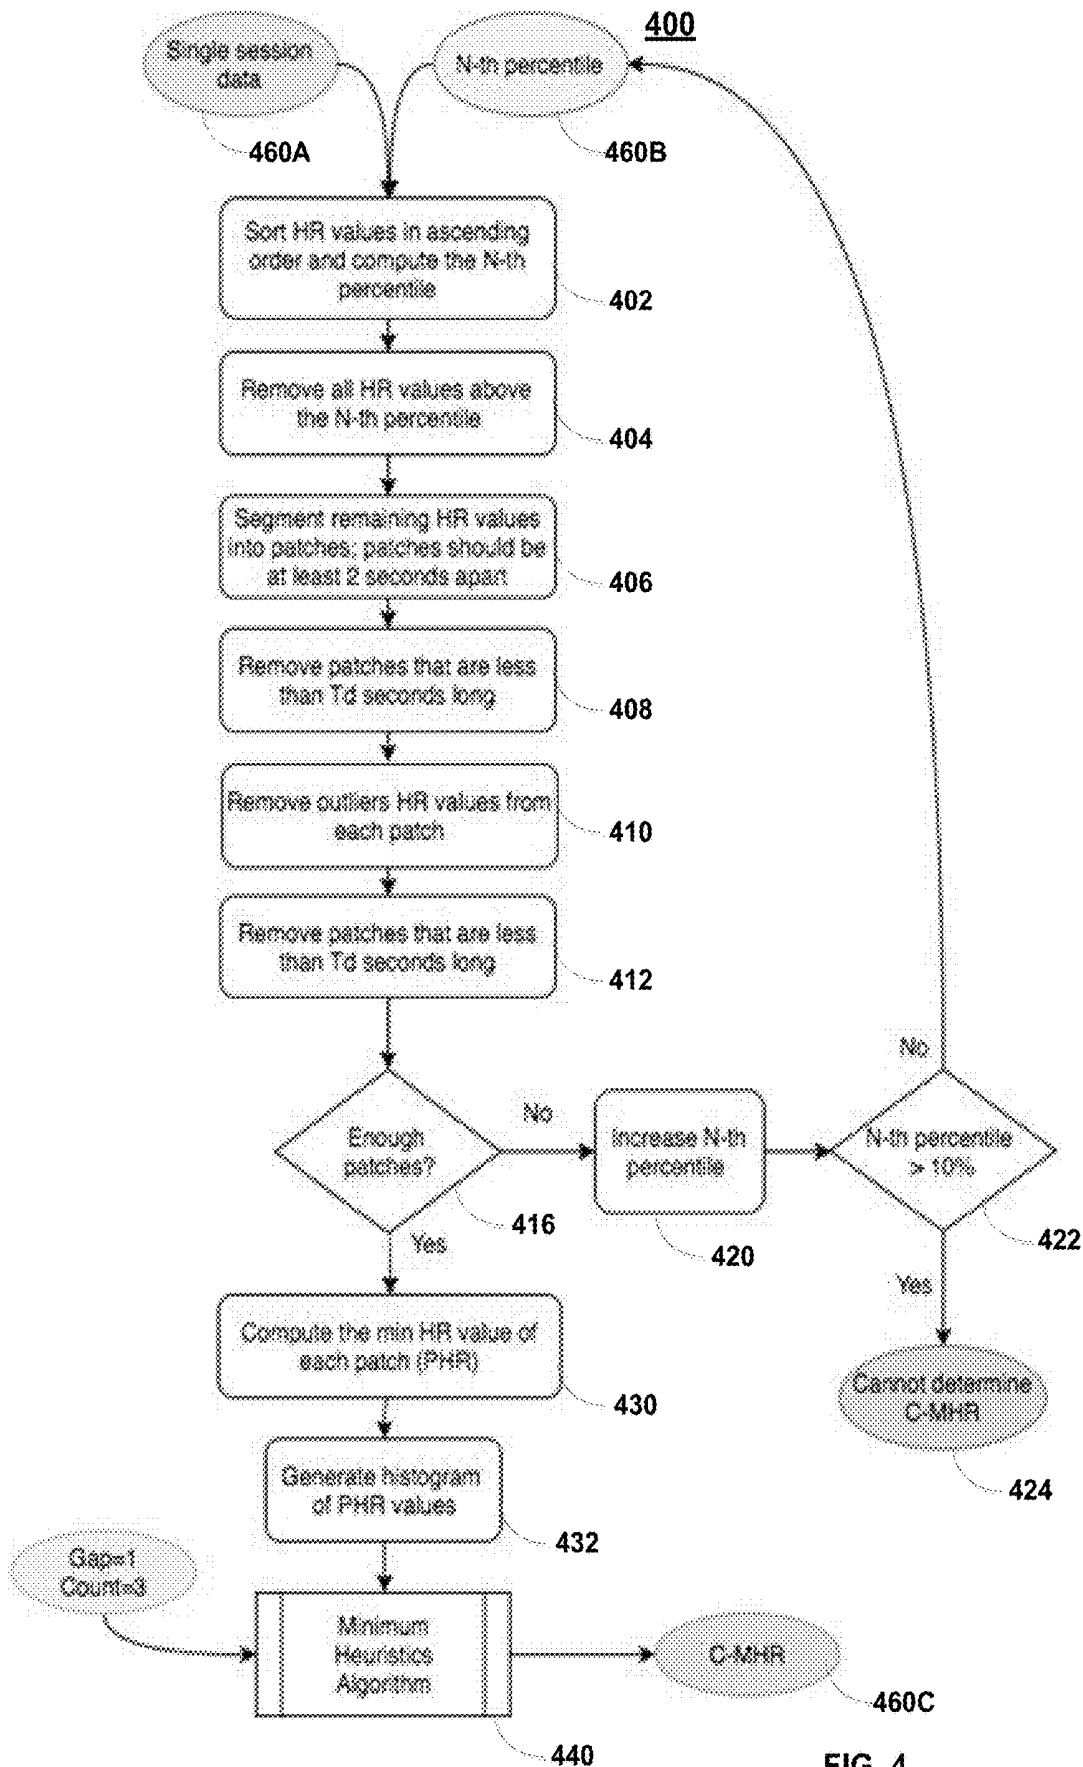 400
Single session
data
N-th percentile
460A
460B
Sort HR values in ascending
order and compute the N-th
percentile
402
Remove all HR values above
the N-th percentile
404
Segment remaining HR values
into patches; patches should be
at least 2 seconds apart
406
Remove patches that are less
than Td seconds long
408
Remove outliers HR values from
each patch
410
Remove patches that are less
than Td seconds long
412
Enough
patches?
416
No
Yes
Increase N-th
percentile
420
No
N-th percentile
> 10%
422
Yes
Cannot determine
C-MHR
424
Compute the min HR value of
each patch (PHR)
430
Generate histogram
of PHR values
432
Gap=1
Count=3
Minimum
Heuristics
Algorithm
440
C-MHR
460C
FIG. 4